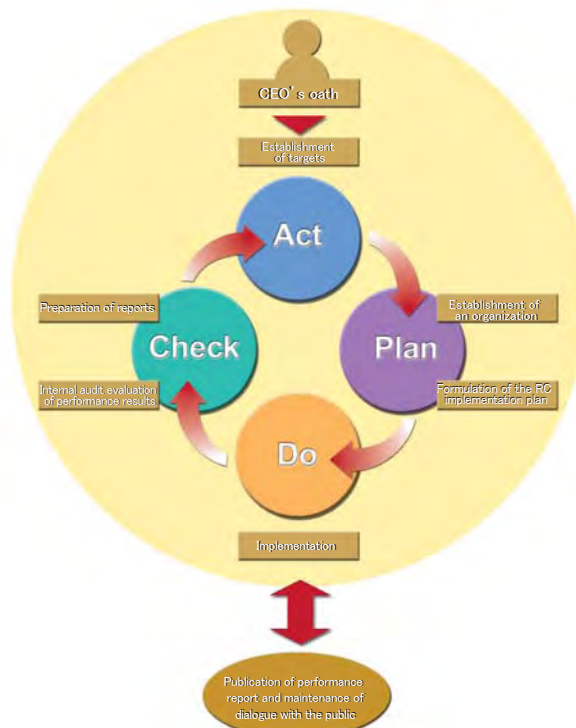 CEO's oath
Establishment
of targets
Act
Preparation of reports
Establishment of
an organization
Check
Plan
Internal audit evaluation
of performance results
Formulation of the RC
implementation plan
Do
Implementation
Publication of performance
report and maintenance of
dialogue with the public